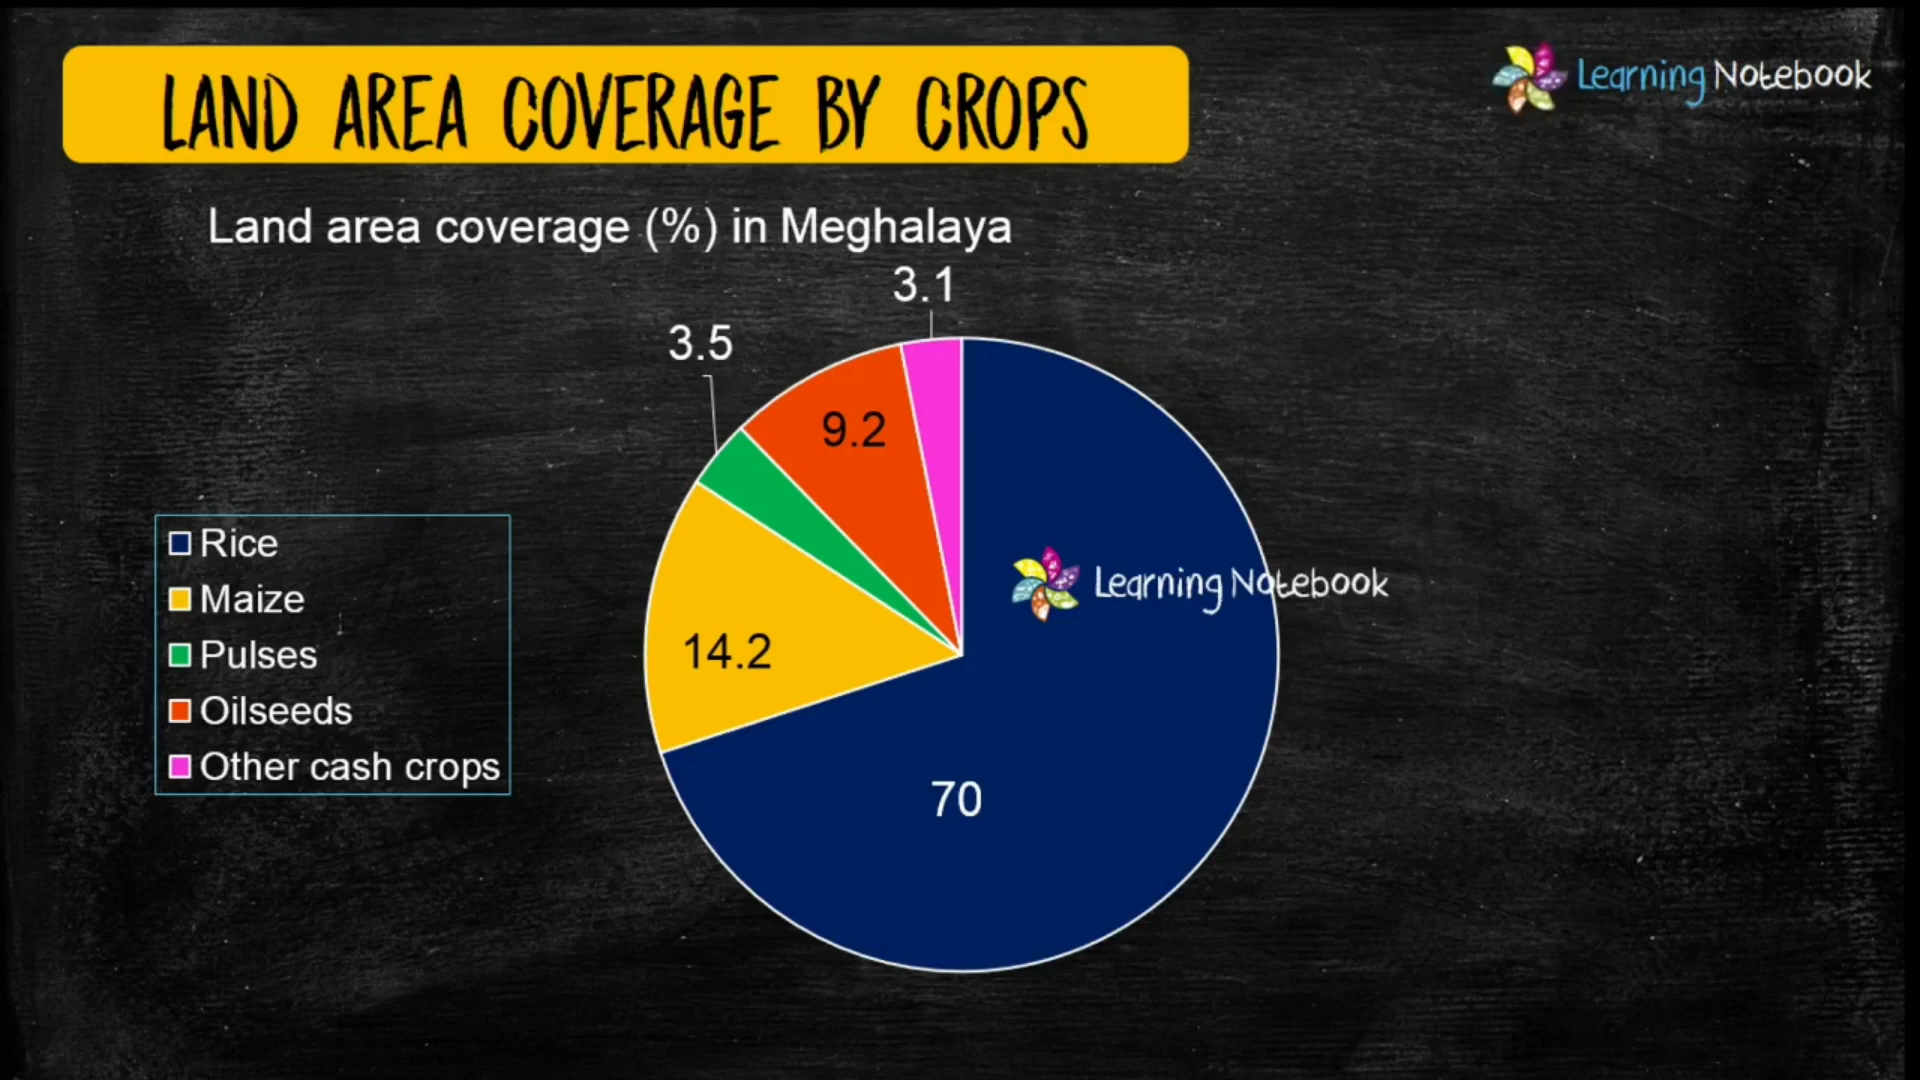 LAND AREA COVERAGE BY CROPS
Learning Notebook
Land area coverage (%) in Meghalaya
3.1
3.5
9.2
Rice
Maize
Pulses
Oilseeds
Other cash crops
Learning Notebook
14.2
70